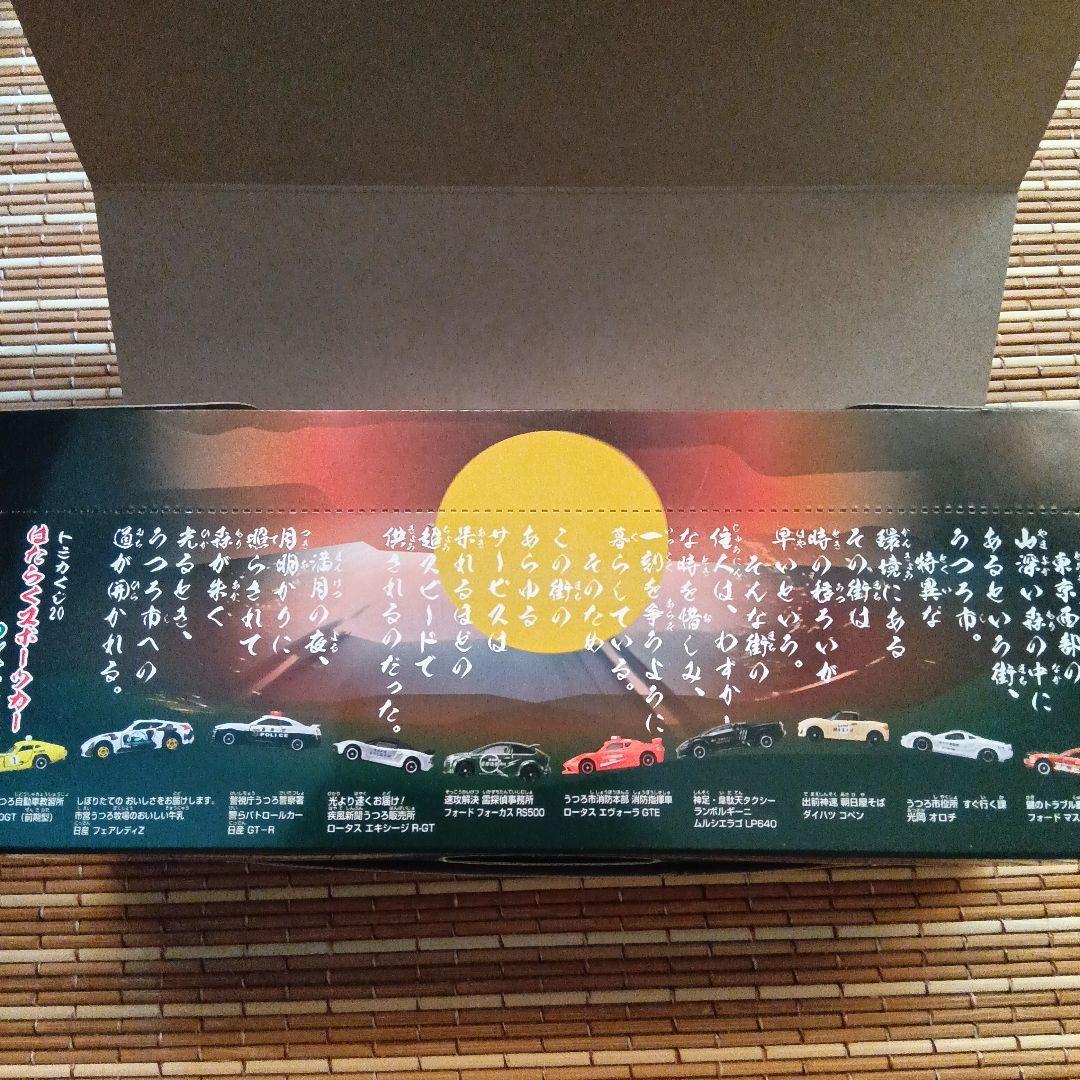 東京西部の
山深い森の中に
あるという街、
うつろ市。
特異な
環境にある
その街は
時の移ろいが
早いという。
そんな街の
住人は、わずか
な時を惜しみ、
一刻を争うように
暮らしている。
そのため
この街の
あらゆる
サービスは
呆れるほどの
超スピードで
供されるのだった。
満月の夜、
月明がりに
照らされて
森が朱く
光るとき、
うつろ市への
道が開かれる。
トミカくじ20
はたらくスポーツカー
つろ自動車教習所
0GT（前期型）
しぼりたての おいしさをお届けします。
市営うつろ牧場のおいしい牛乳
日産 フェアレディZ
警視庁うつろ警察署
警らパトロールカー
日産 GT-R
光より速くお届け！
疾風新聞うつろ販売所
ロータス エキシージ R-GT
速攻解決 霊探偵事務所
フォード フォーカス RS500
うつろ市消防本部 消防指揮車
ロータス エヴォーラ GTE
神足・韋駄天タクシー
ランボルギーニ
ムルシエラゴ LP640
出前神速 朝日屋そば
ダイハツ コペン
うつろ市役所 すぐ行く課
光岡 オロチ
鍵のトラブル
フォード マス
POLICE